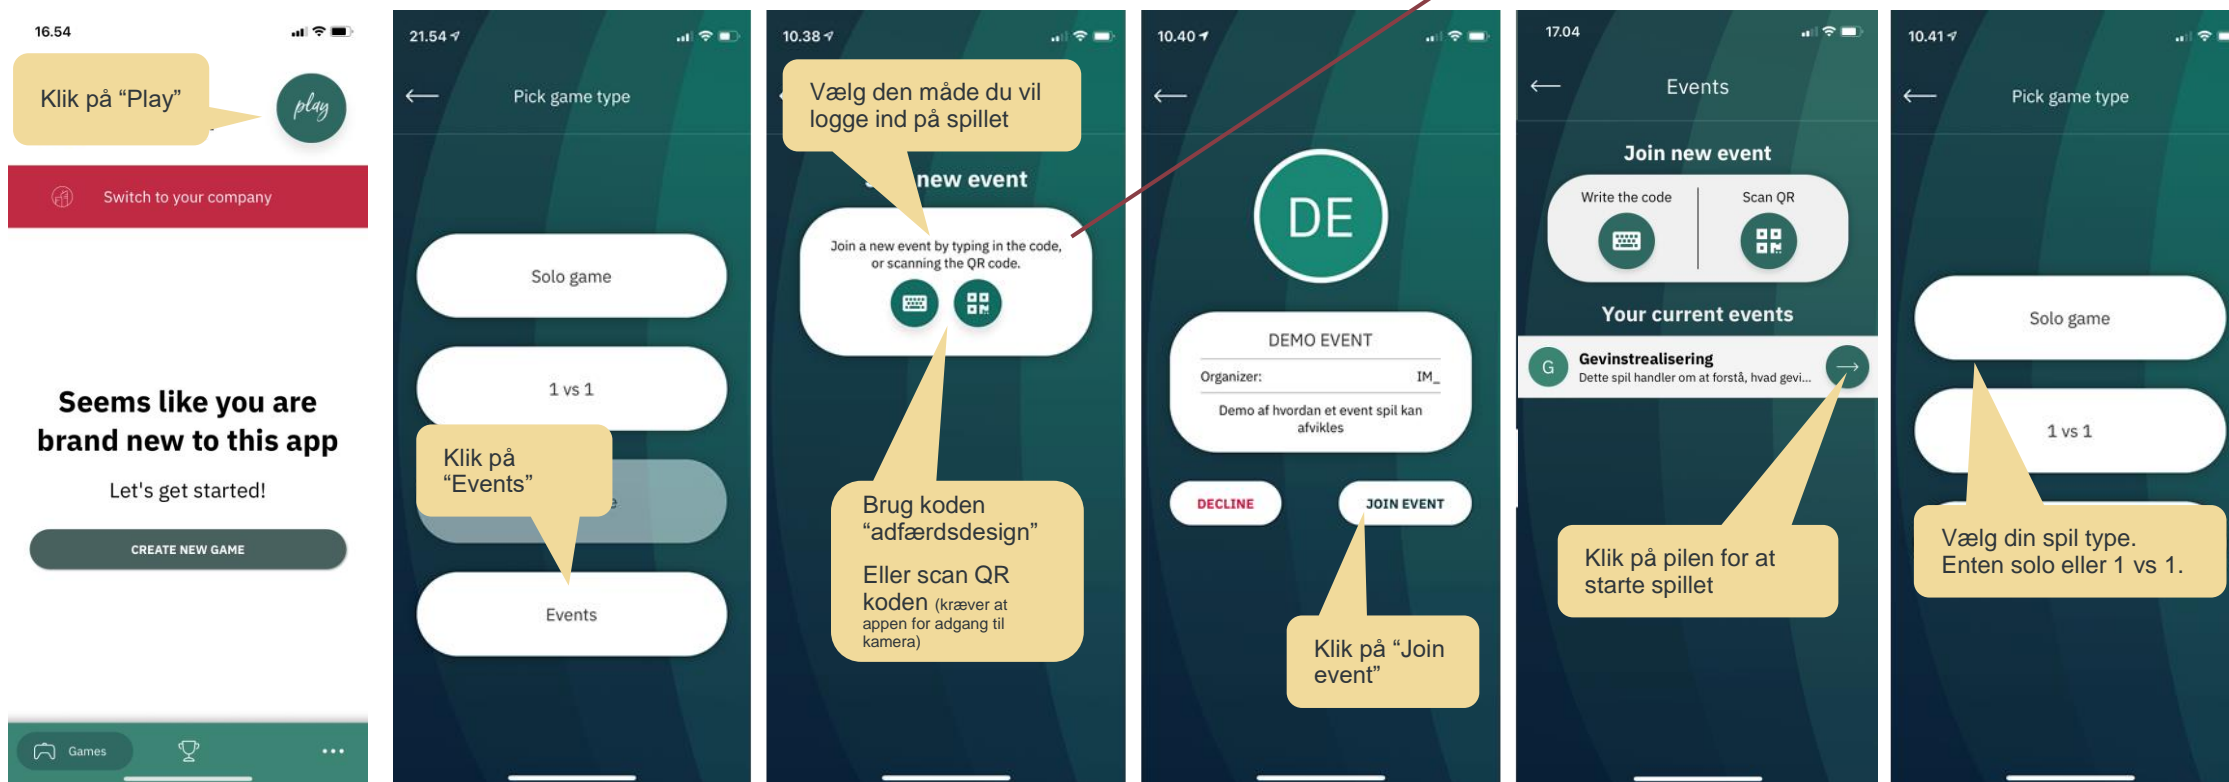 16.54
Klik på “Play”
play
Switch to your company
Seems like you are
brand new to this app
Let's get started!
CREATE NEW GAME
Games
21.54
Pick game type
Solo game
1 vs 1
Klik på
“Events”
Events
10.38
Vælg den måde du vil
logge ind på spillet
new event
Join a new event by typing in the code,
or scanning the QR code.
Brug koden
“adfærdsdesign”
Eller scan QR
koden (kræver at
appen for adgang til
kamera)
10.40
DE
DEMO EVENT
Organizer: IM_
Demo af hvordan et event spil kan
afvikles
DECLINE
JOIN EVENT
Klik på “Join
event”
17.04
Events
Join new event
Write the code
Scan QR
Your current events
G
Gevinstrealisering
Dette spil handler om at forstå, hvad gevi...
Klik på pilen for at
starte spillet
10.41
Pick game type
Solo game
1 vs 1
Vælg din spil type.
Enten solo eller 1 vs 1.